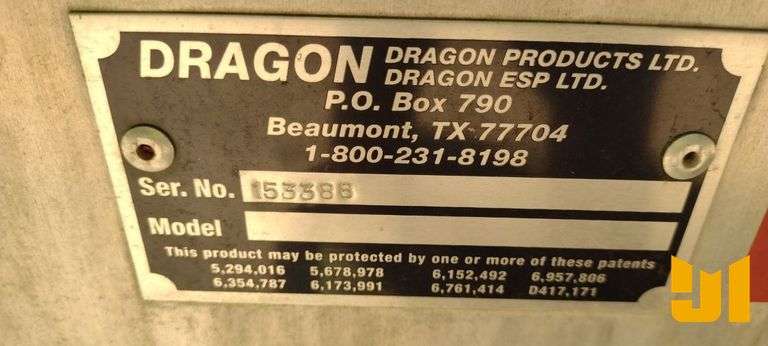 DRAGON DRAGON PRODUCTS LTD.
DRAGON ESP LTD.
P.O. Box 790
Beaumont, TX 77704
1-800-231-8198
Ser. No. 153386
Model
This product may be protected by one or more of these patents
5,294,016 5,678,978 6,152,492 6,957,806
6,354,787 6,173,991 6,761,414 D417,171